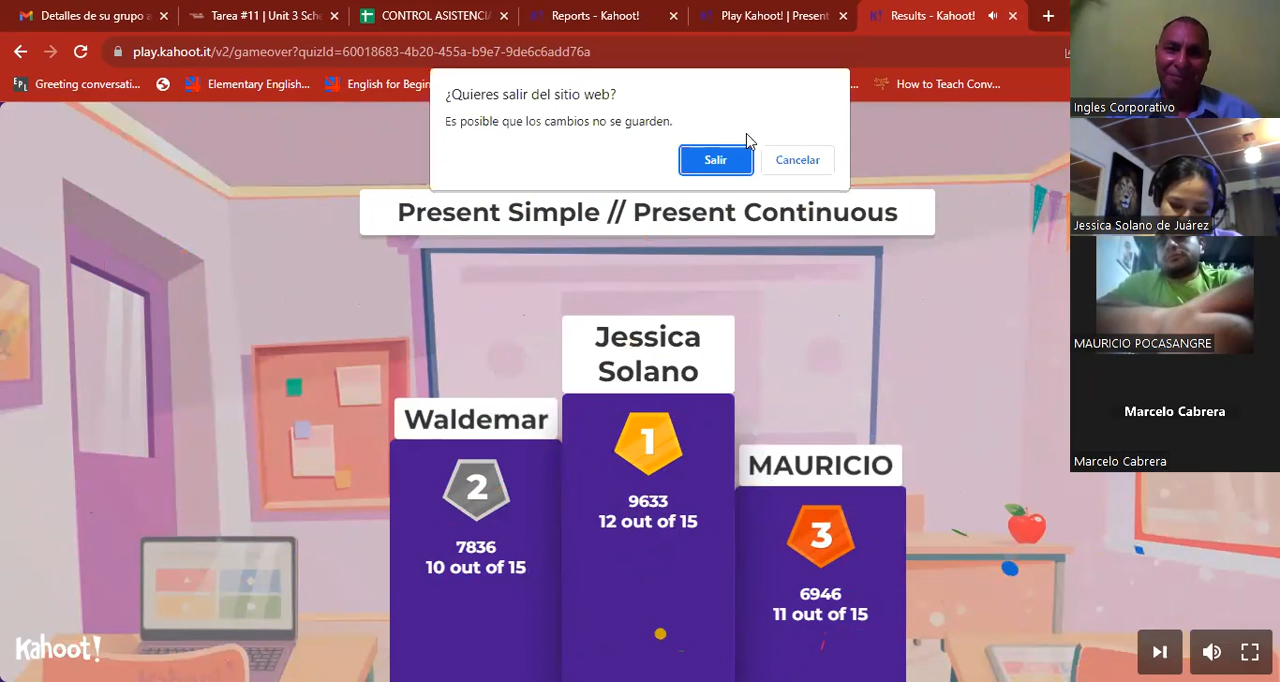 Detalles de su grupo a
Tarea #11 | Unit 3 Sche
CONTROL ASISTENCIA
Reports - Kahoot!
Play Kahoot! | Present
Results - Kahoot!
play.kahoot.it/v2/gameover?quizId=60018683-4b20-455a-b9e7-9de6c6add76a
EPL
Greeting conversati...
Elementary English...
English for Begin
...
How to Teach Conv...
¿Quieres salir del sitio web?
Es posible que los cambios no se guarden.
Salir
Cancelar
Present Simple // Present Continuous
Jessica
Solano
1
9633
12 out of 15
Waldemar
2
7836
10 out of 15
MAURICIO
3
6946
11 out of 15
Kahoot!
Ingles Corporativo
Jessica Solano de Juárez
MAURICIO POCASANGRE
Marcelo Cabrera
Marcelo Cabrera